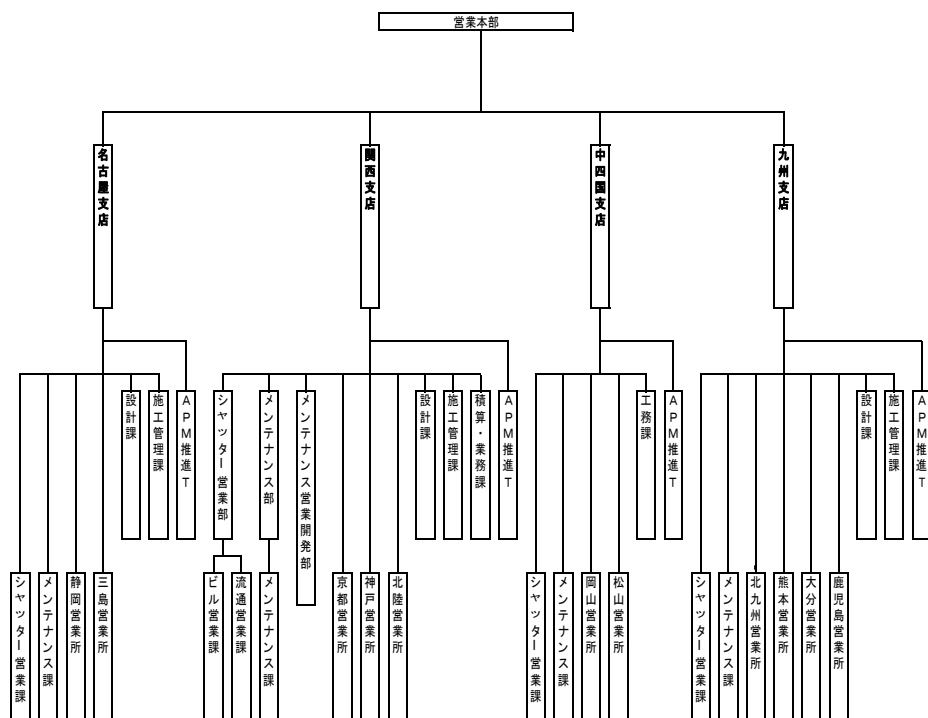 営業本部
名古屋支店
関西支店
中四国支店
九州支店
設計課
施工管理課
APM推進T
シャッター営業部
メンテナンス部
メンテナンス営業開発部
設計課
施工管理課
積算・業務課
APM推進T
工務課
APM推進T
設計課
施工管理課
APM推進T
シャッター営業課
メンテナンス課
静岡営業所
三島営業所
ビル営業課
流通営業課
メンテナンス課
京都営業所
神戸営業所
北陸営業所
シャッター営業課
メンテナンス課
岡山営業所
松山営業所
シャッター営業課
メンテナンス課
北九州営業所
熊本営業所
大分営業所
鹿児島営業所